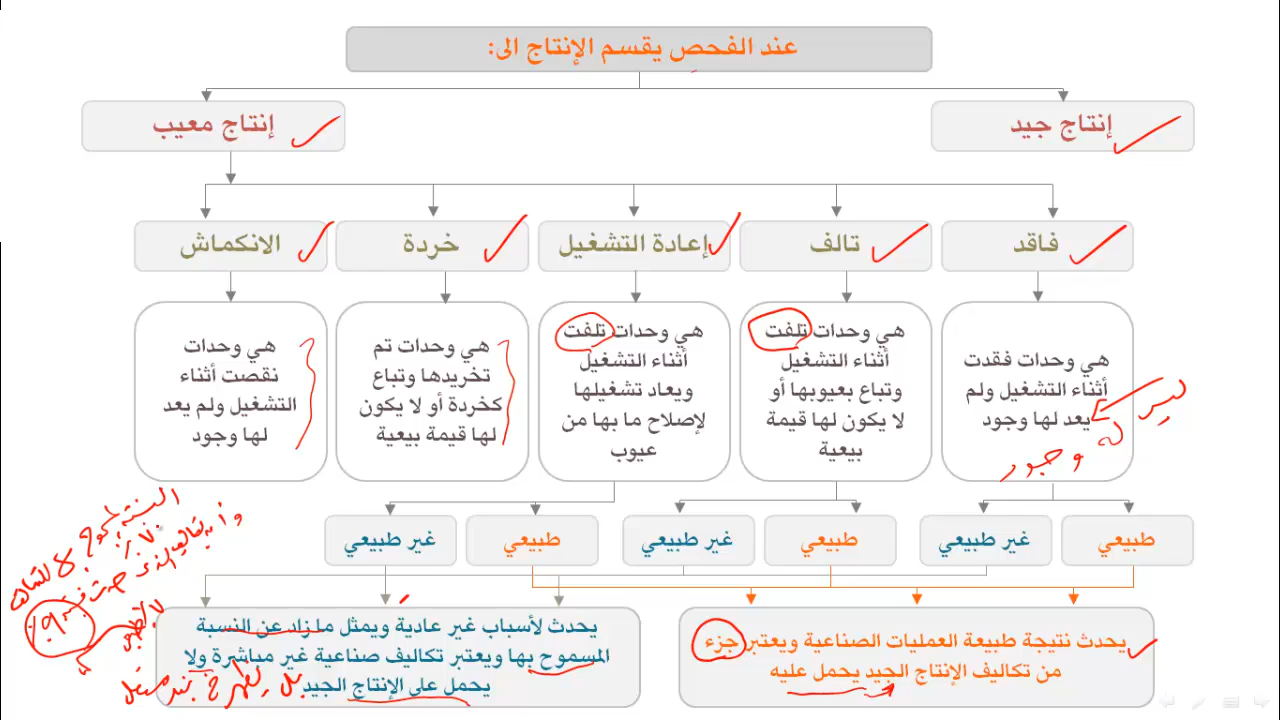 عند الفحص يقسم الإنتاج الى:
إنتاج جيد
إنتاج معيب
فاقد
تالف
إعادة التشغيل
خردة
الانكماش
هي وحدات فقدت
أثناء التشغيل ولم
يعد لها وجود
هي وحدات تلفت
أثناء التشغيل
وتباع بعيوبها أو
لا يكون لها قيمة
بيعية
هي وحدات تلفت
أثناء التشغيل
ويعاد تشغيلها
لإصلاح ما بها من
عيوب
هي وحدات تم
تخريدها وتباع
كخردة أو لا يكون
لها قيمة بيعية
هي وحدات
نقصت أثناء
التشغيل ولم يعد
لها وجود
ليس
له
وجود
طبيعي
غير طبيعي
طبيعي
غير طبيعي
طبيعي
غير طبيعي
يحدث نتيجة طبيعة العمليات الصناعية ويعتبر جزء
من تكاليف الإنتاج الجيد يحمل عليه
يحدث لأسباب غير عادية ويمثل ما زاد عن النسبة
المسموح بها ويعتبر تكاليف صناعية غير مباشرة ولا
يحمل على الإنتاج الجيد